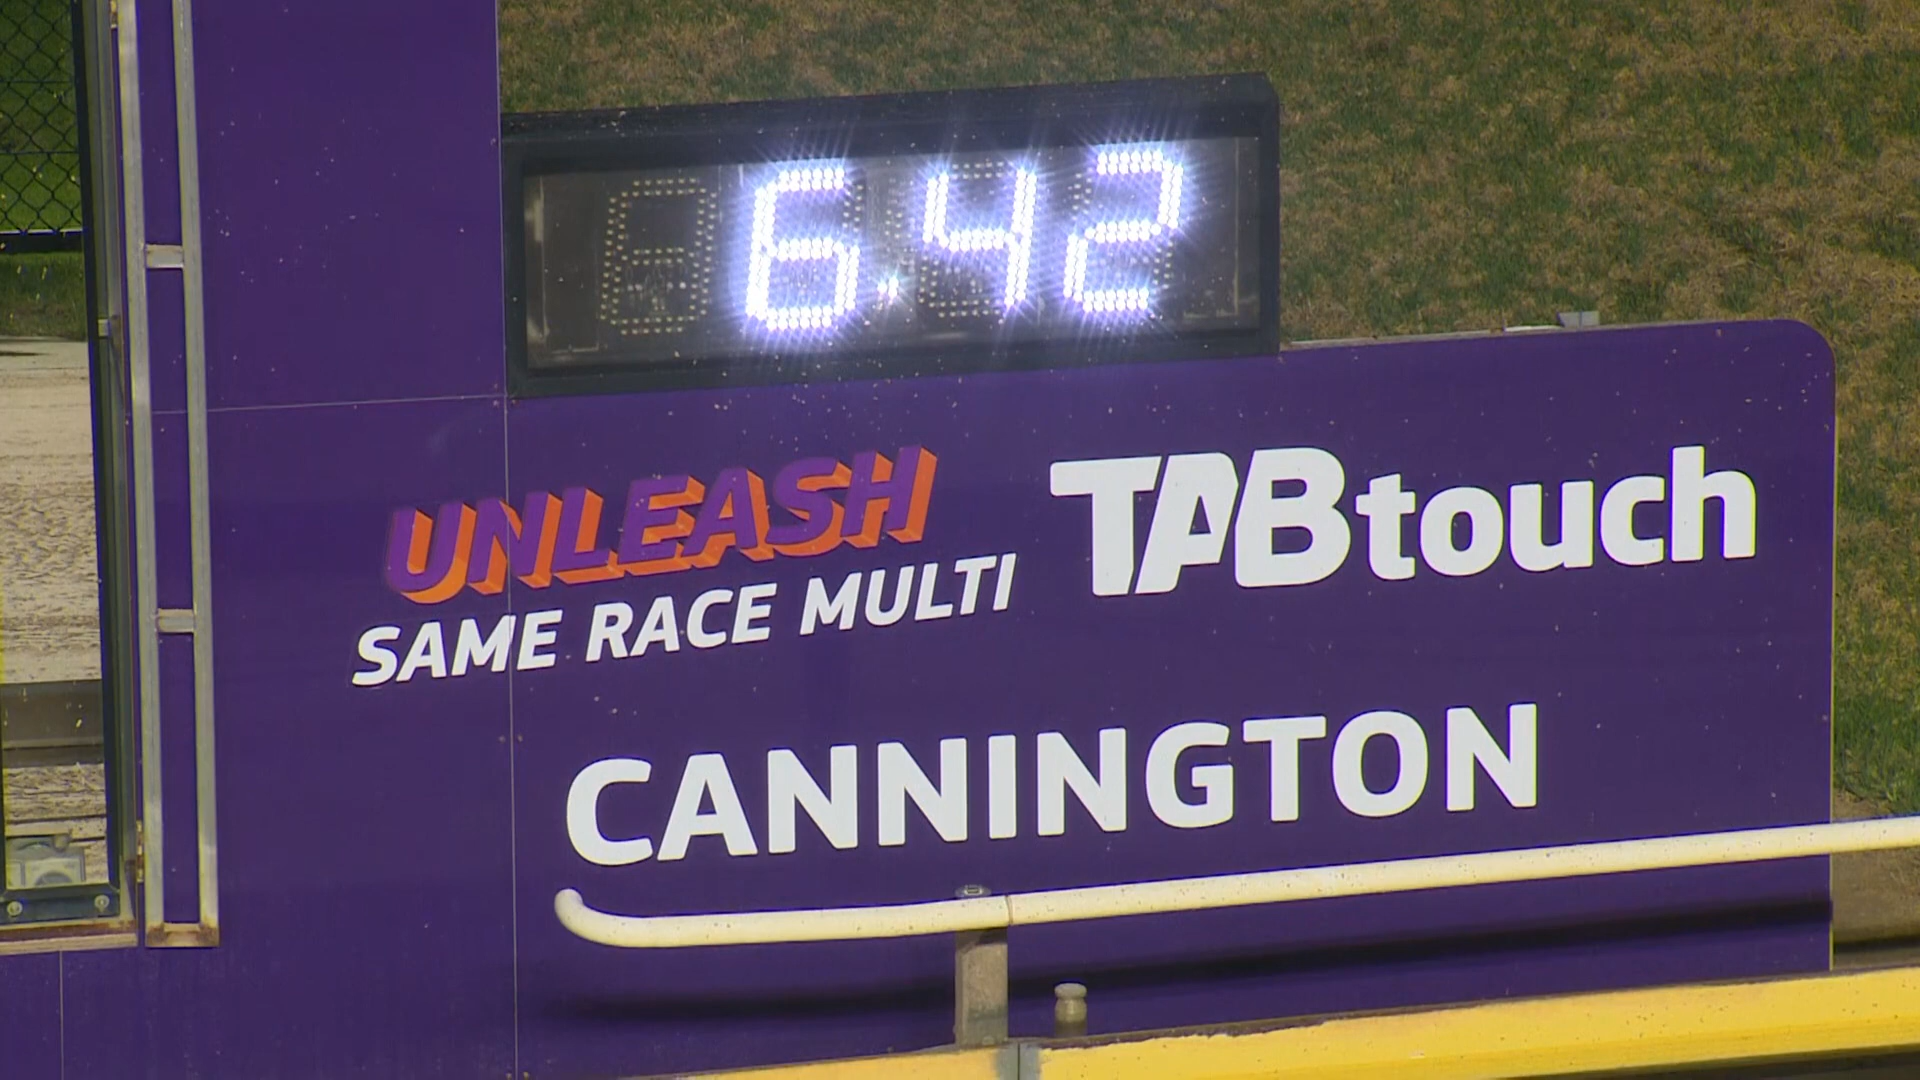 6.42
UNLEASH
SAME RACE MULTI
TABtouch
CANNINGTON